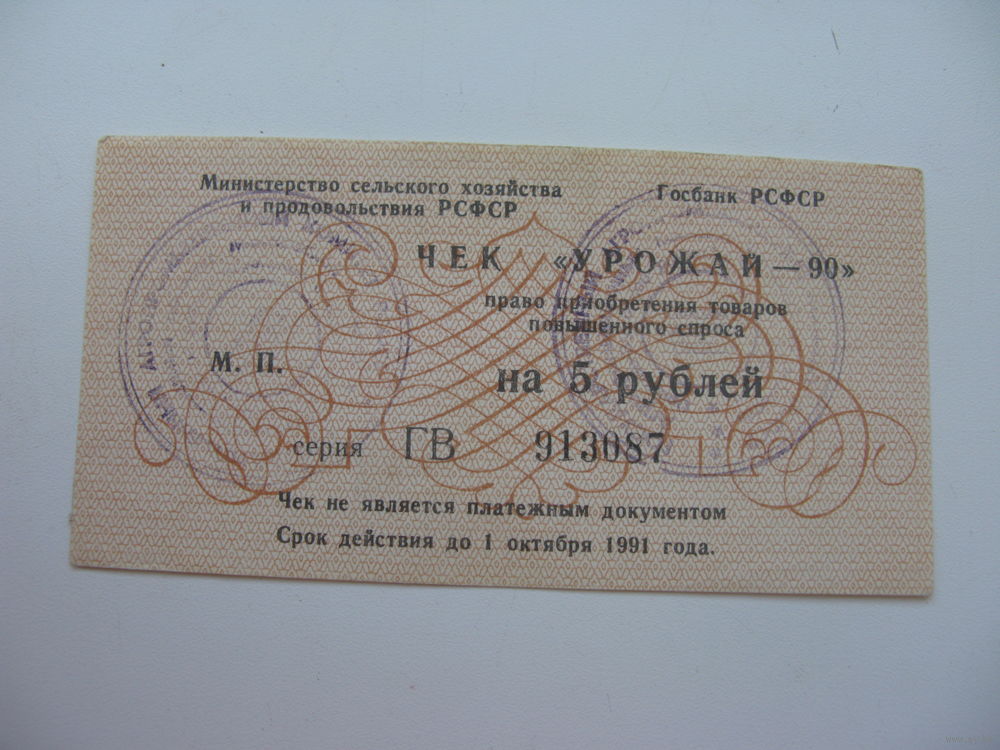 Министерство сельского хозяйства
и продовольствия РСФСР
Госбанк РСФСР
ЧЕК «УРОЖАЙ — 90»
право приобретения товаров
повышенного спроса
М. П.
на 5 рублей
серия ГВ 913087
Чек не является платежным документом
Срок действия до 1 октября 1991 года.